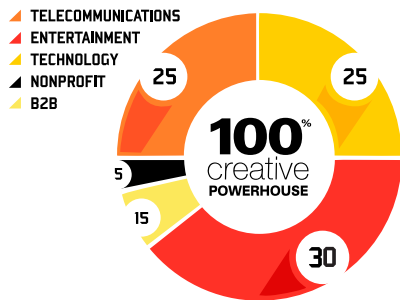 TELECOMMUNICATIONS
ENTERTAINMENT
TECHNOLOGY
NONPROFIT
B2B
25
25
100%
creative
POWERHOUSE
5
15
30